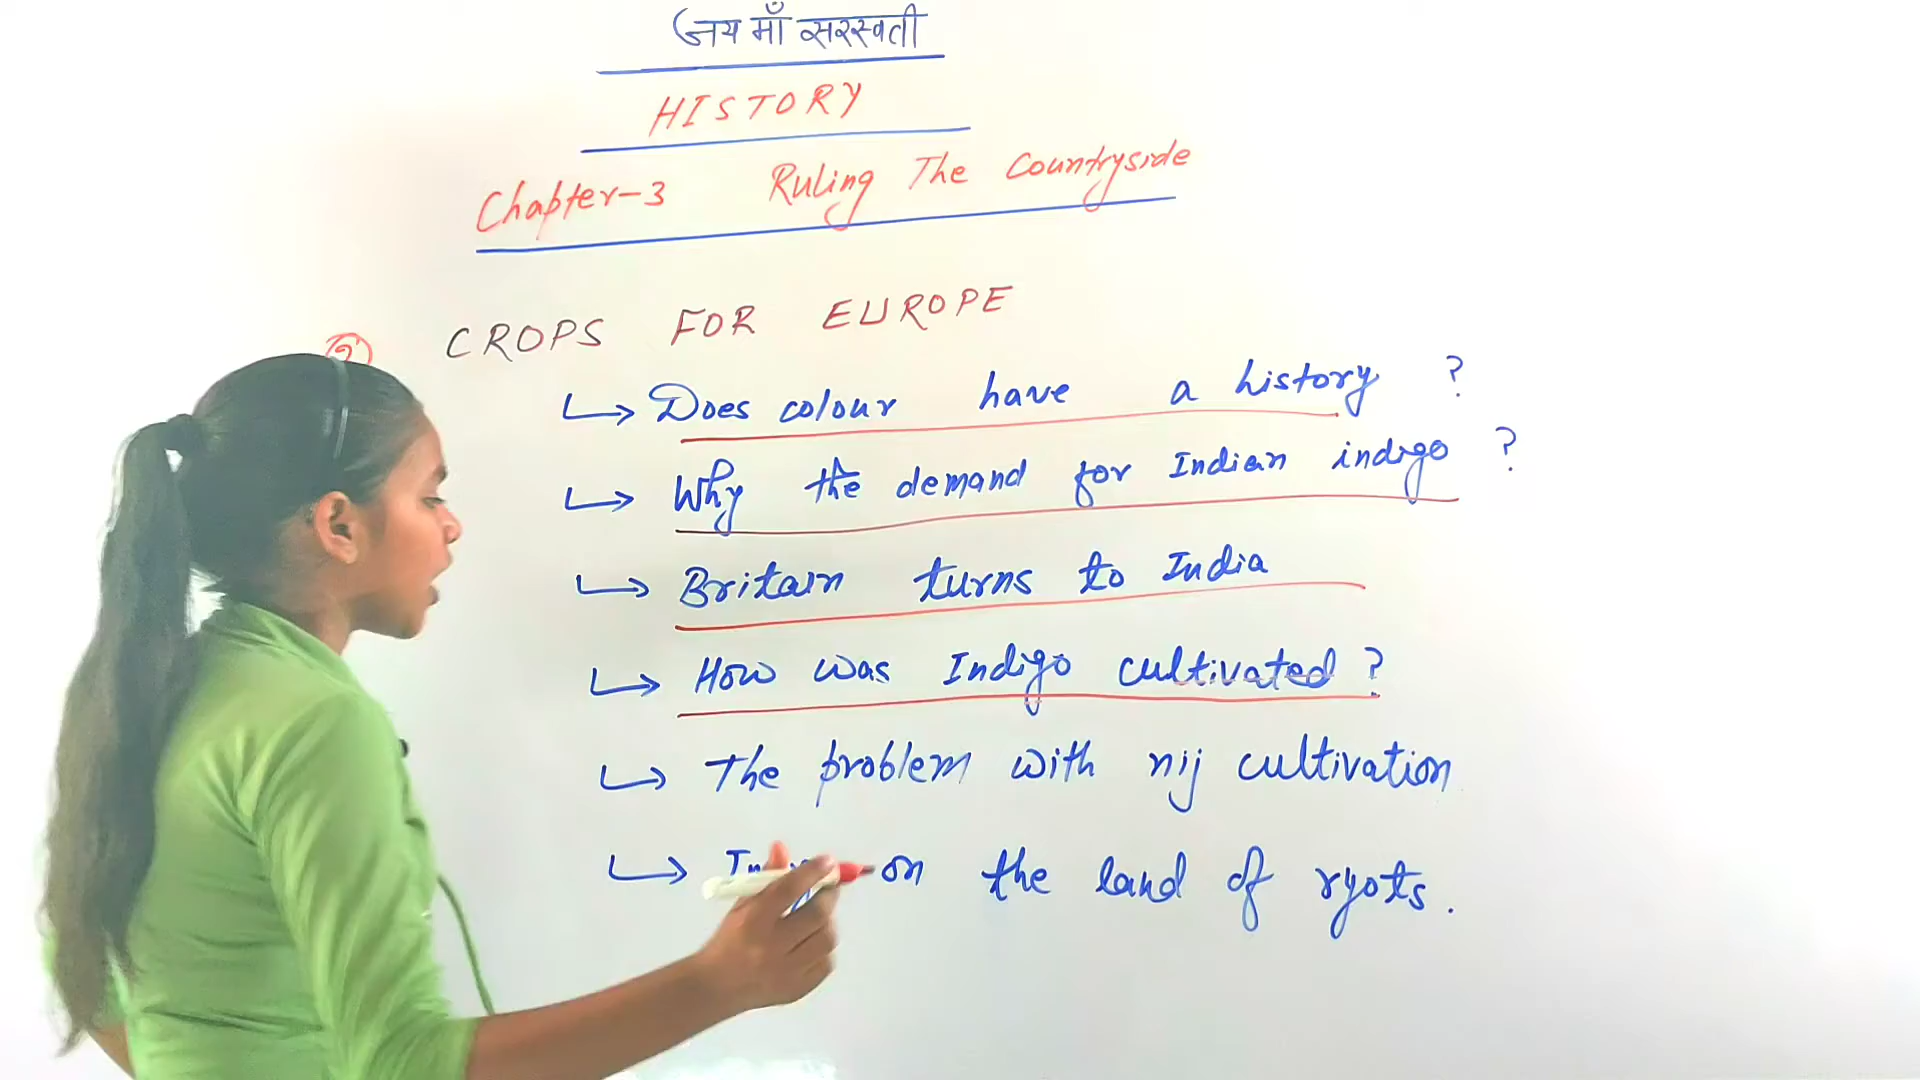 जय माँ सरस्वती
HISTORY
Chapter-3 Ruling The Countryside
CROPS FOR EUROPE
↳ Does colour have a history ?
↳ Why the demand for Indian indigo ?
↳ Britain turns to India
↳ How was Indigo cultivated ?
↳ The problem with nij cultivation
↳ on the land of ryots.